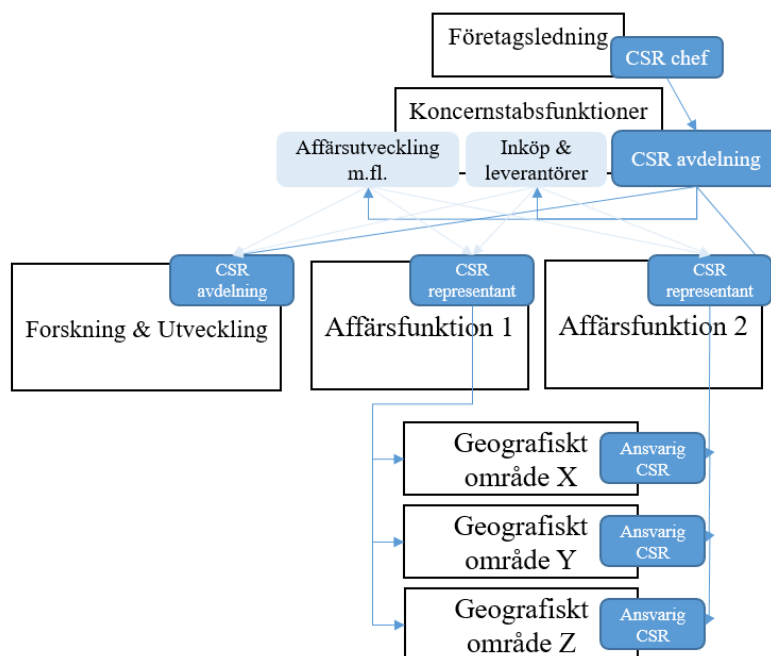 Företagsledning
CSR chef
Koncernstabsfunktioner
Affärsutveckling
m.fl.
Inköp &
leverantörer
CSR avdelning
CSR
avdelning
Forskning & Utveckling
CSR
representant
Affärsfunktion 1
CSR
representant
Affärsfunktion 2
Geografiskt
område X
Ansvarig
CSR
Geografiskt
område Y
Ansvarig
CSR
Geografiskt
område Z
Ansvarig
CSR